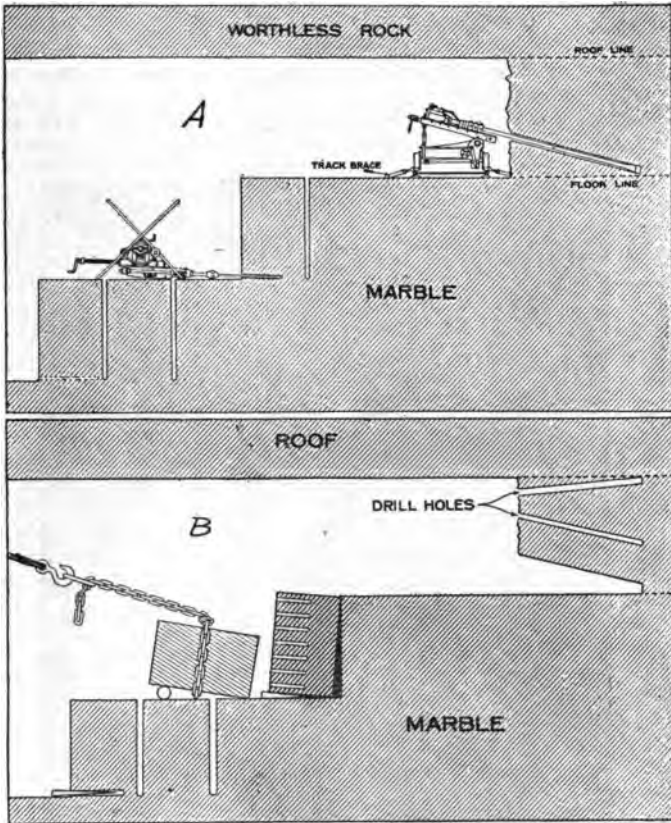 WORTHLESS ROCK
ROOF LINE
A
TRACK BRACE
FLOOR LINE
MARBLE
ROOF
DRILL HOLES
B
MARBLE